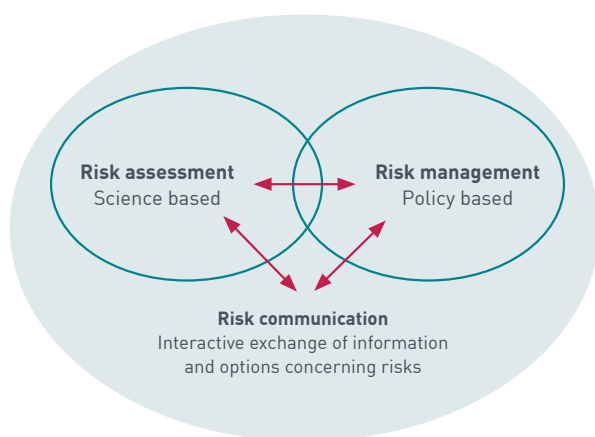 Risk assessment
Science based
Risk management
Policy based
Risk communication
Interactive exchange of information
and options concerning risks